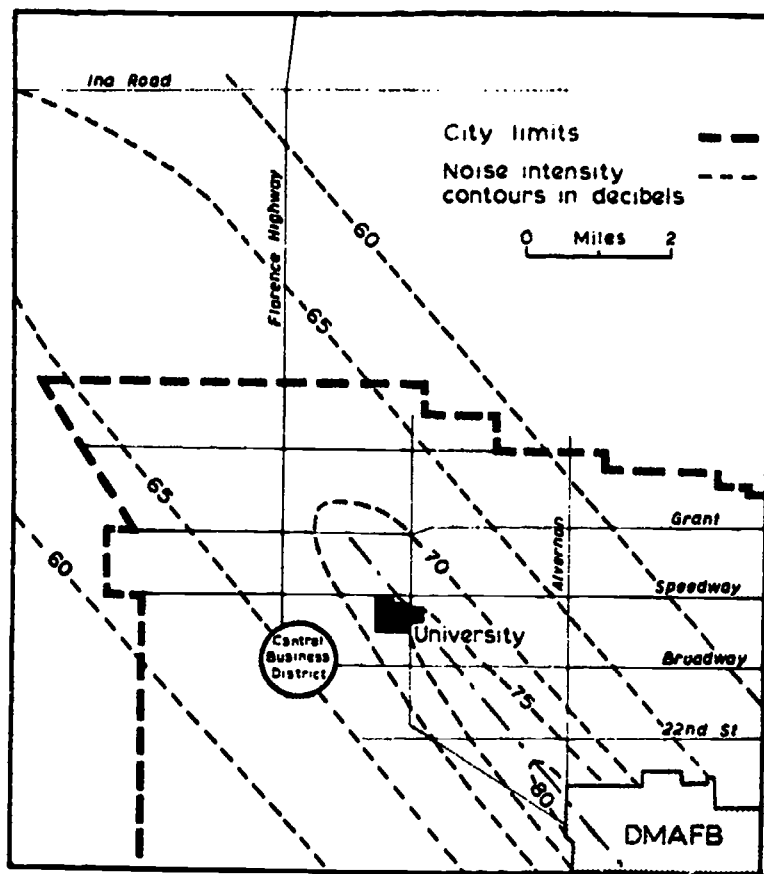 Ina Road
City limits
Noise intensity
contours in decibels
0 Miles 2
Florence Highway
60
65
65
60
70
Grant
Alvernon
Speedway
University
Central
Business
District
Broadway
75
22nd St
80
DMAFB